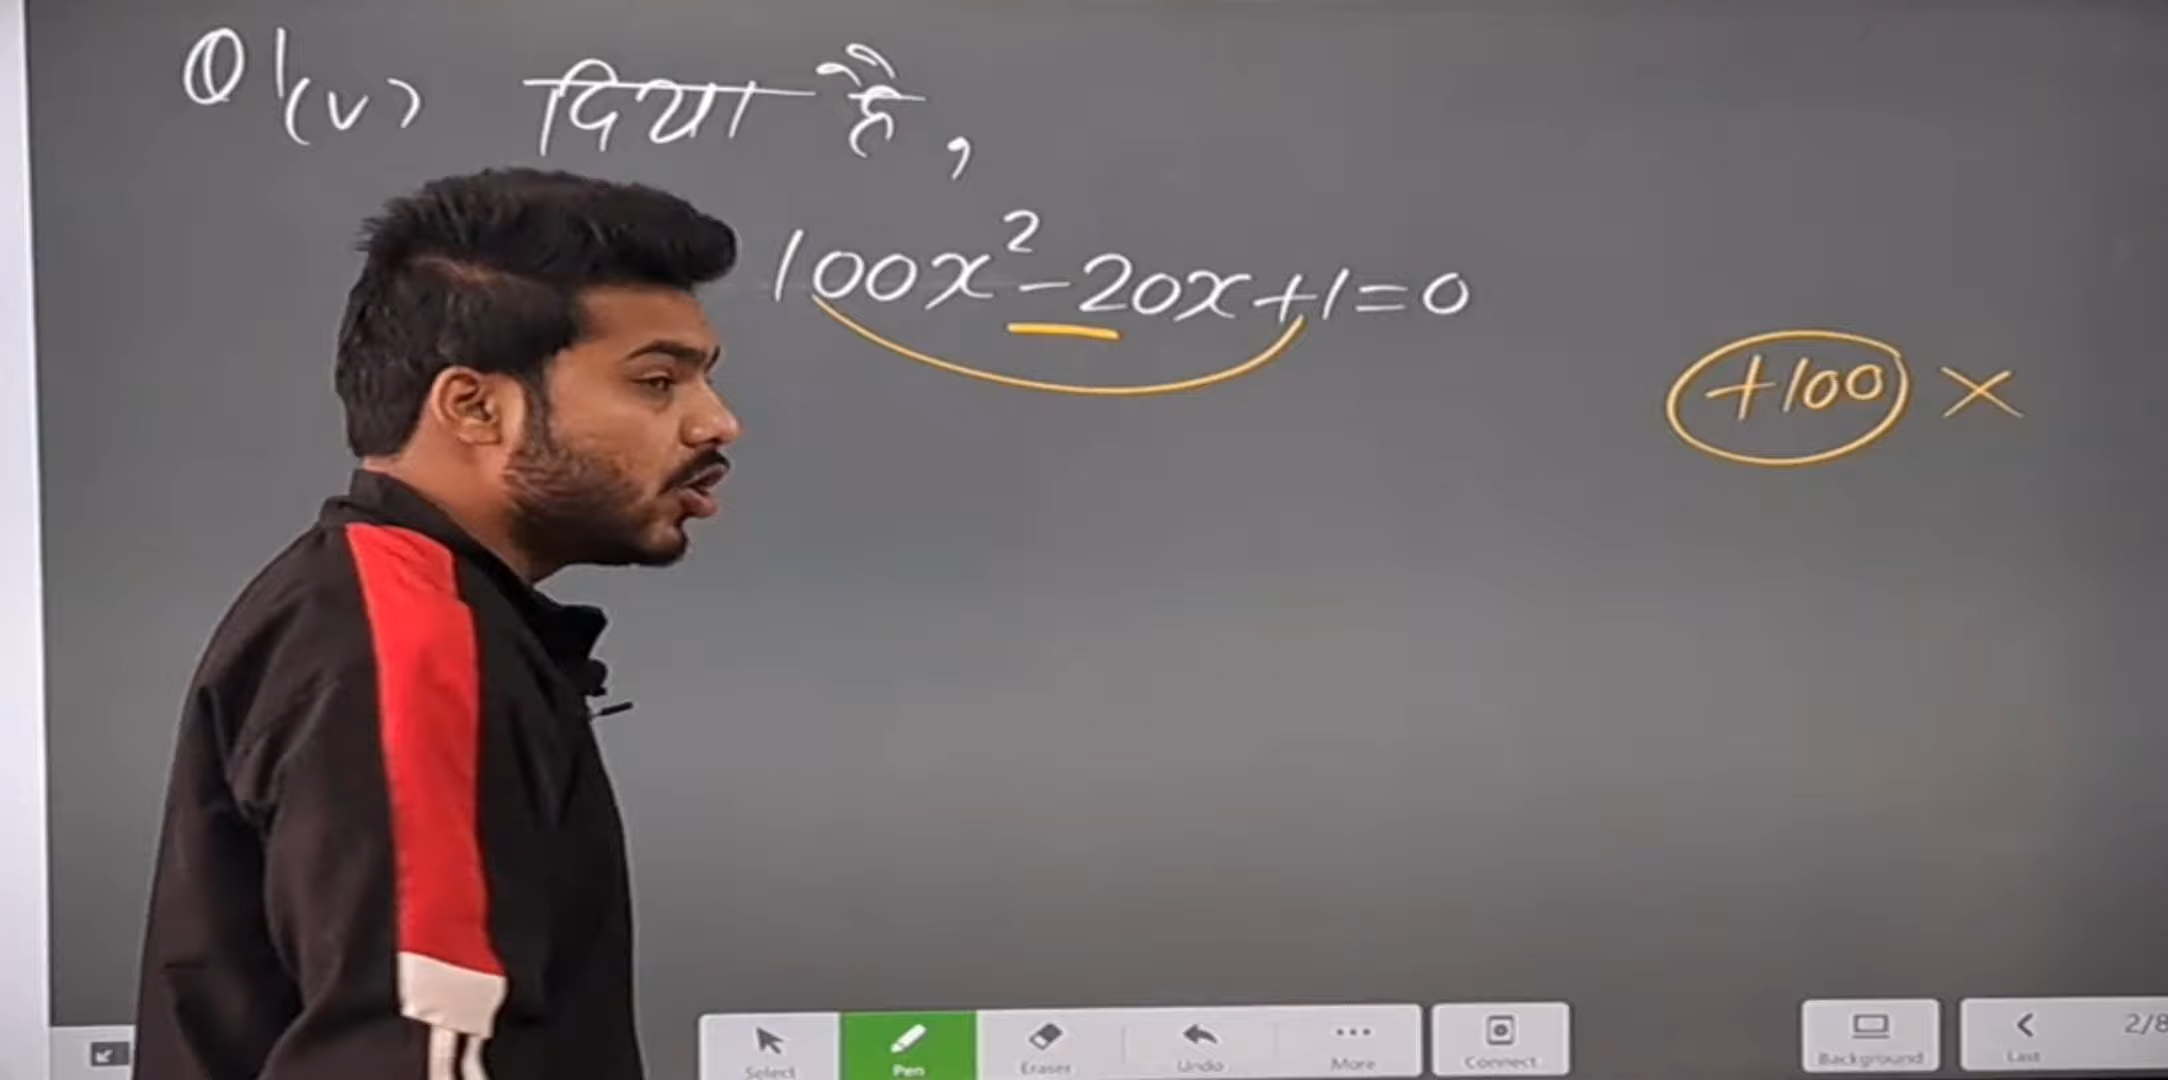 Q1(v) दिया है,
100x² - 20x + 1 = 0
+100 ×
Select Pen Eraser Undo More Connect Background Last 2/8